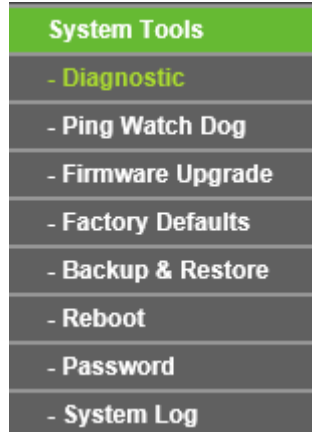 System Tools
- Diagnostic
- Ping Watch Dog
- Firmware Upgrade
- Factory Defaults
- Backup & Restore
- Reboot
- Password
- System Log